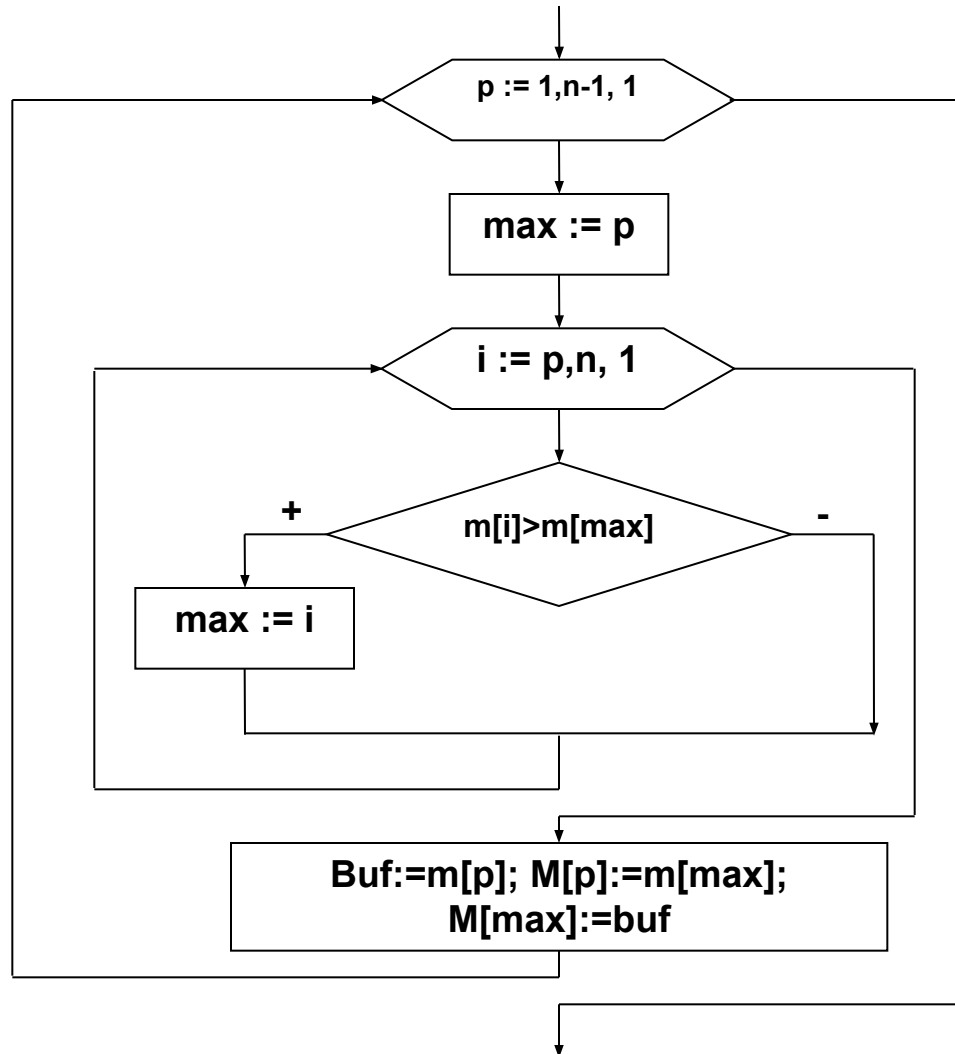 p := 1,n-1, 1
max := p
i := p,n, 1
+
m[i]>m[max]
-
max := i
Buf:=m[p]; M[p]:=m[max];
M[max]:=buf